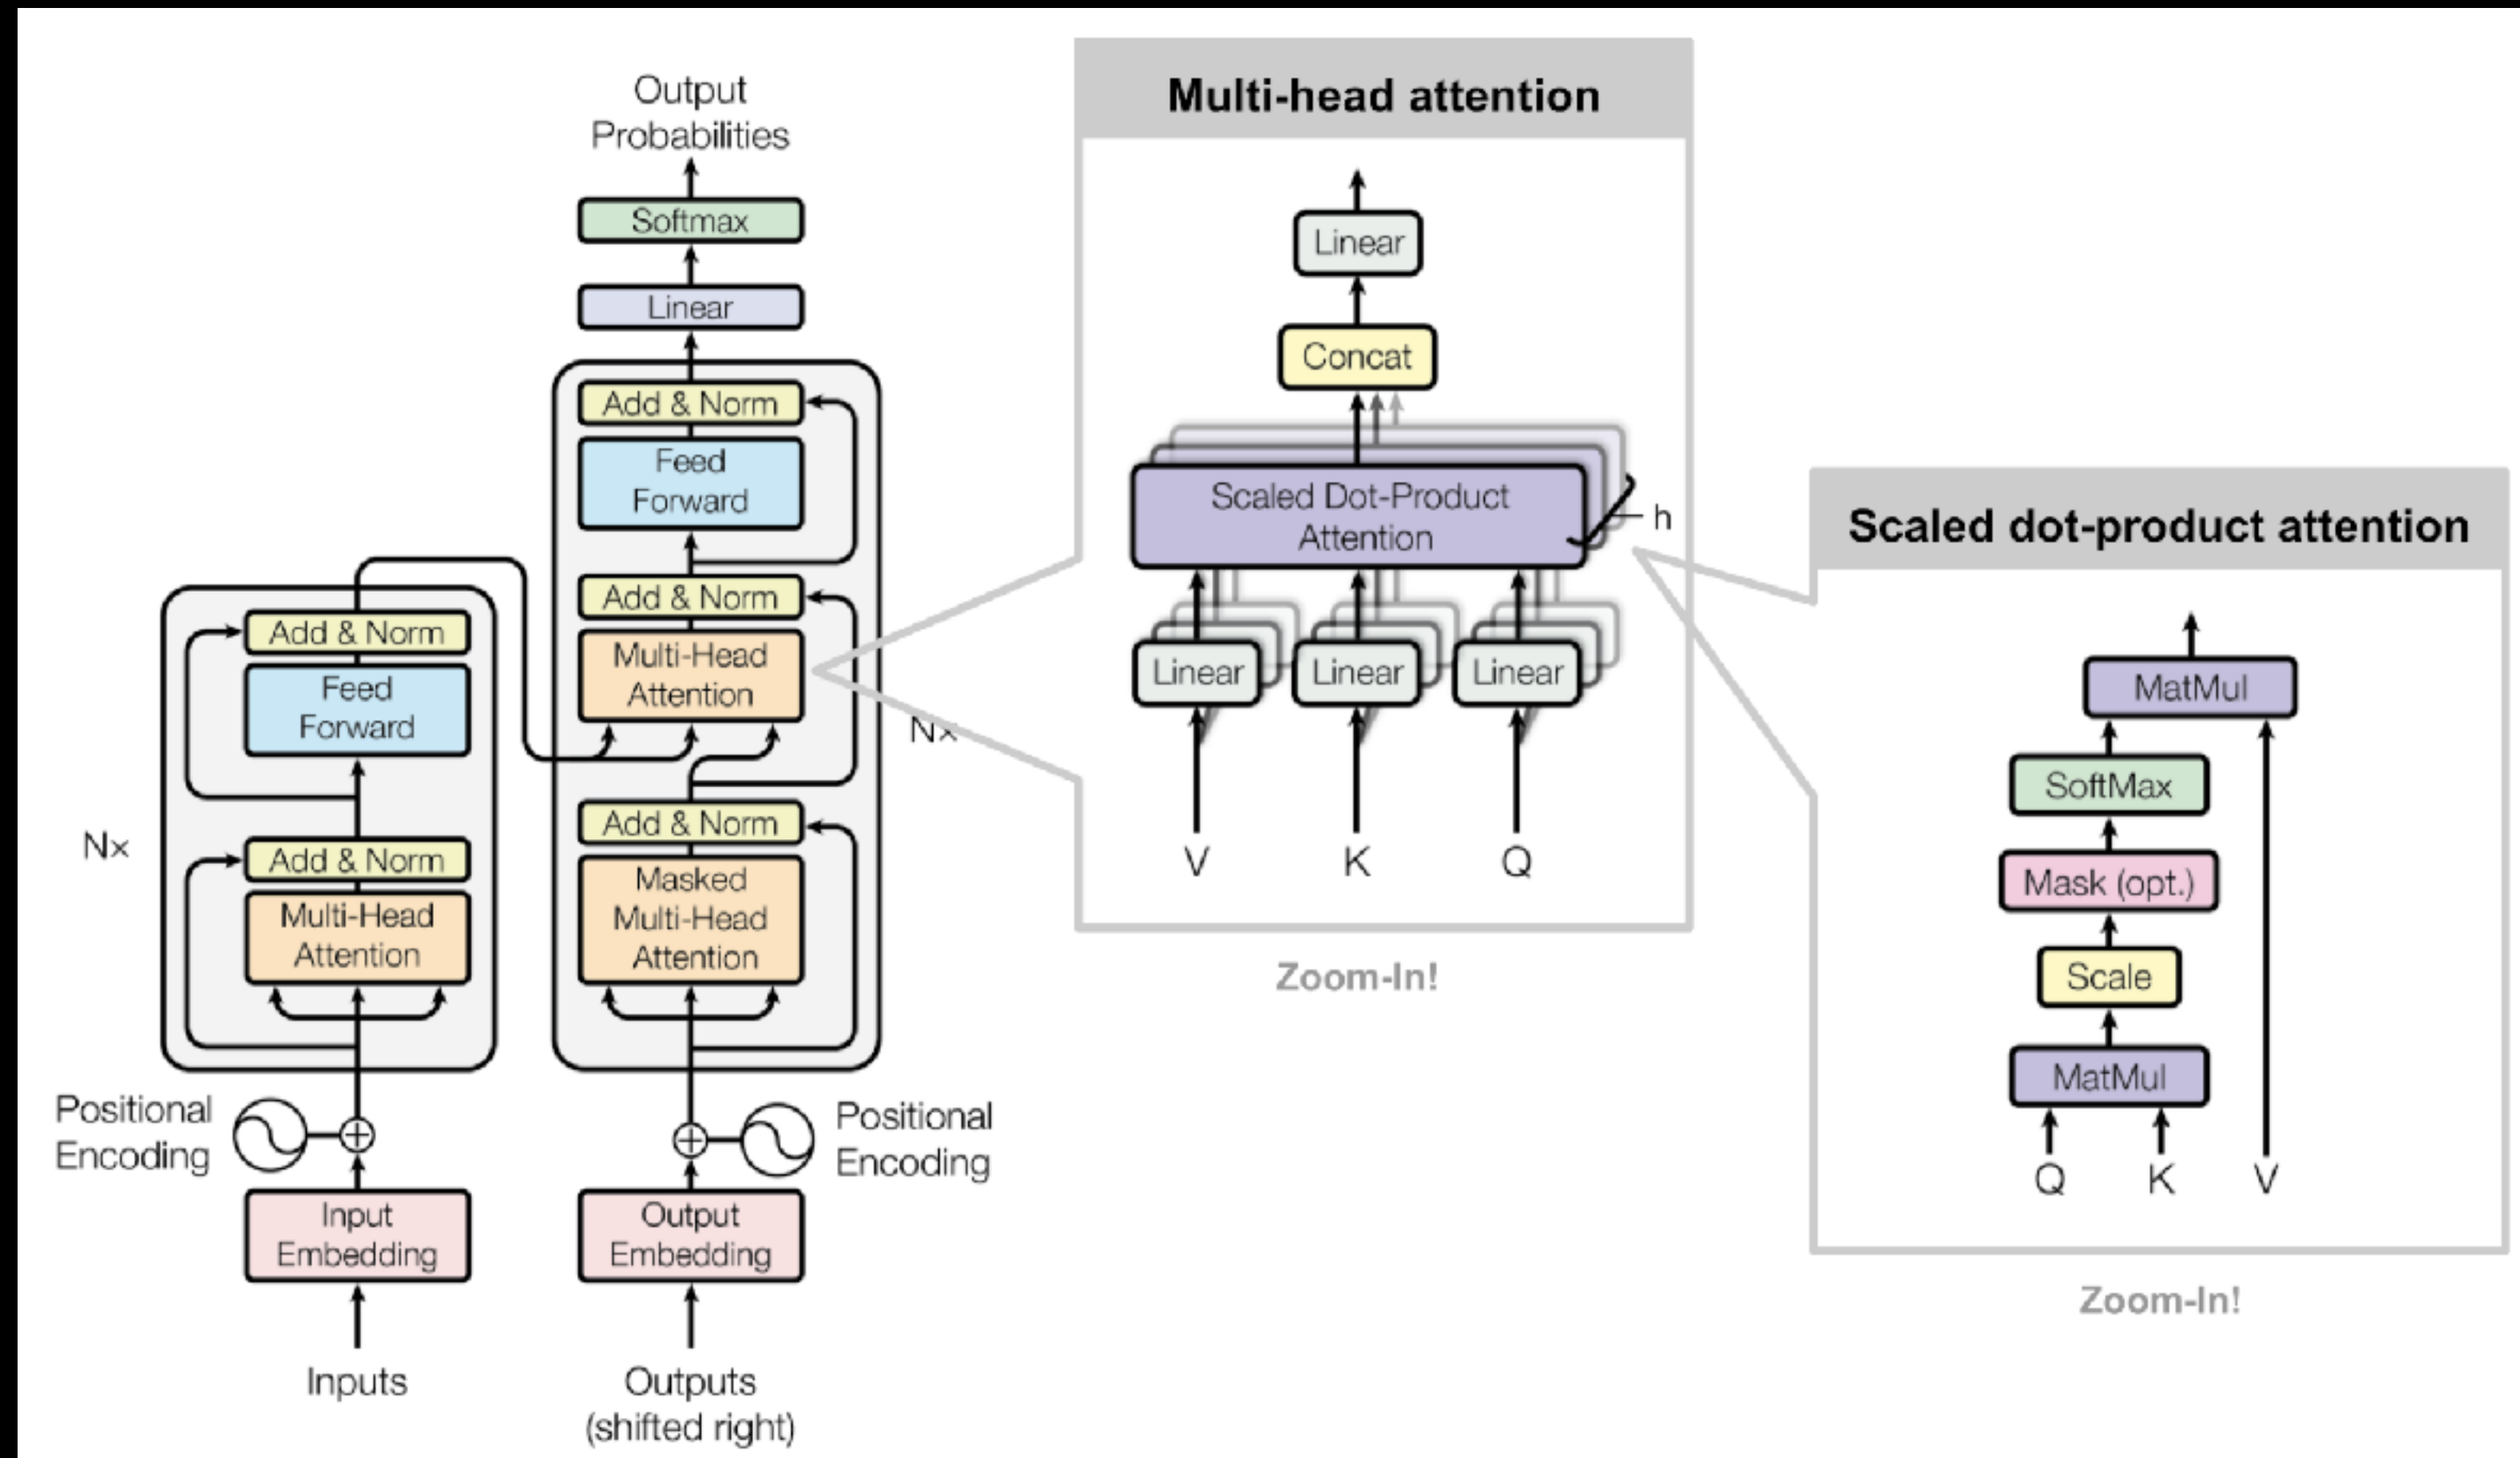 Output
Probabilities
Softmax
Linear
Add & Norm
Feed
Forward
Add & Norm
Multi-Head
Attention
Add & Norm
Masked
Multi-Head
Attention
N×
Add & Norm
Feed
Forward
Add & Norm
Multi-Head
Attention
Nx
Positional
Encoding
Positional
Encoding
Input
Embedding
Output
Embedding
Inputs
Outputs
(shifted right)
Multi-head attention
Linear
Concat
Scaled Dot-Product
Attention
h
Linear
Linear
Linear
V
K
Q
Zoom-In!
Scaled dot-product attention
MatMul
SoftMax
Mask (opt.)
Scale
MatMul
Q
K
V
Zoom-In!